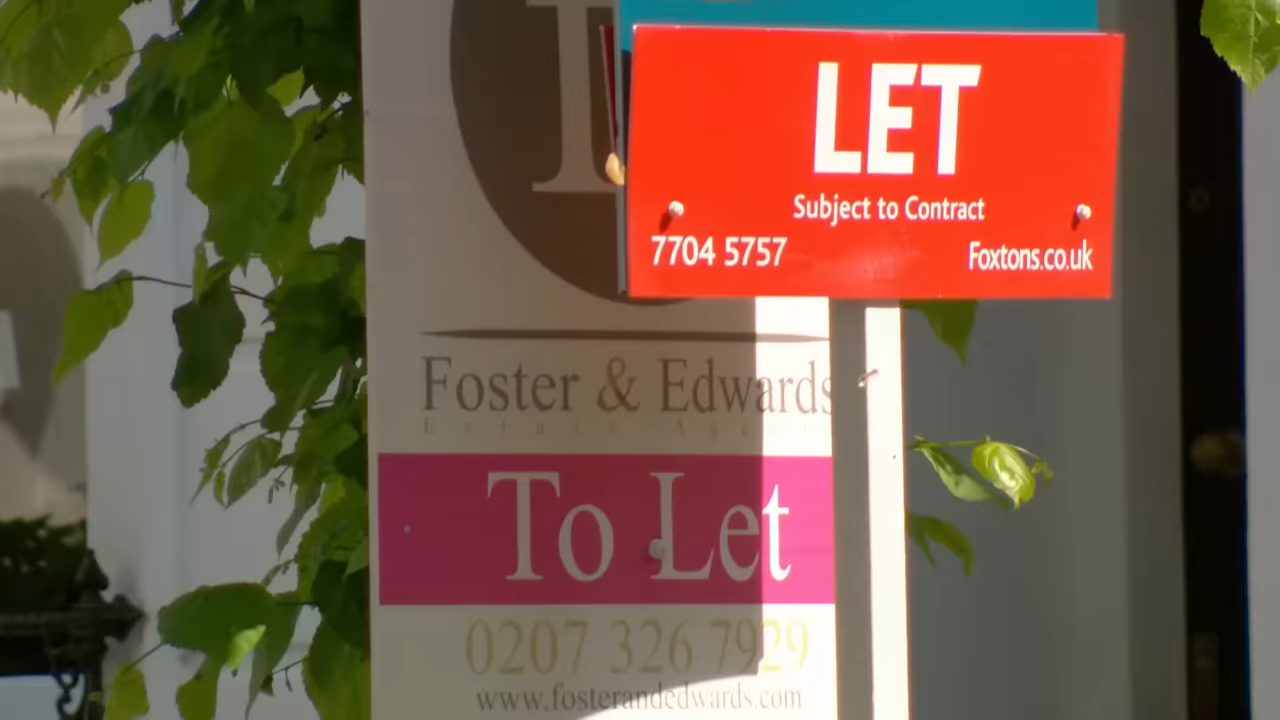 LET
Subject to Contract
7704 5757
Foxtons.co.uk
Foster & Edwards
To Let
0207 326 7929
www.fosterandedwards.com